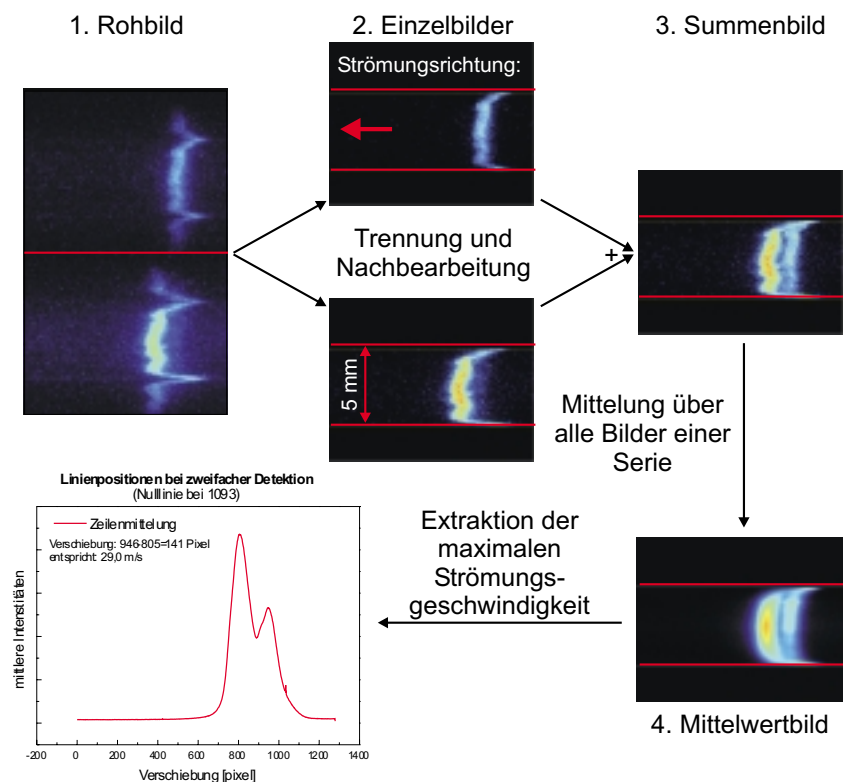 1. Rohbild
2. Einzelbilder
3. Summenbild
Strömungsrichtung:
Trennung und
Nachbearbeitung
+
5 mm
Mittelung über
alle Bilder einer
Serie
Linienpositionen bei zweifacher Detektion
(Nulllinie bei 1093)
Zeilenmittelung
Verschiebung: 946-805=141 Pixel
entspricht: 29,0 m/s
mittlere Intenstitäten
-200 0 200 400 600 800 1000 1200 1400
Verschiebung [pixel]
Extraktion der
maximalen
Strömungs-
geschwindigkeit
4. Mittelwertbild